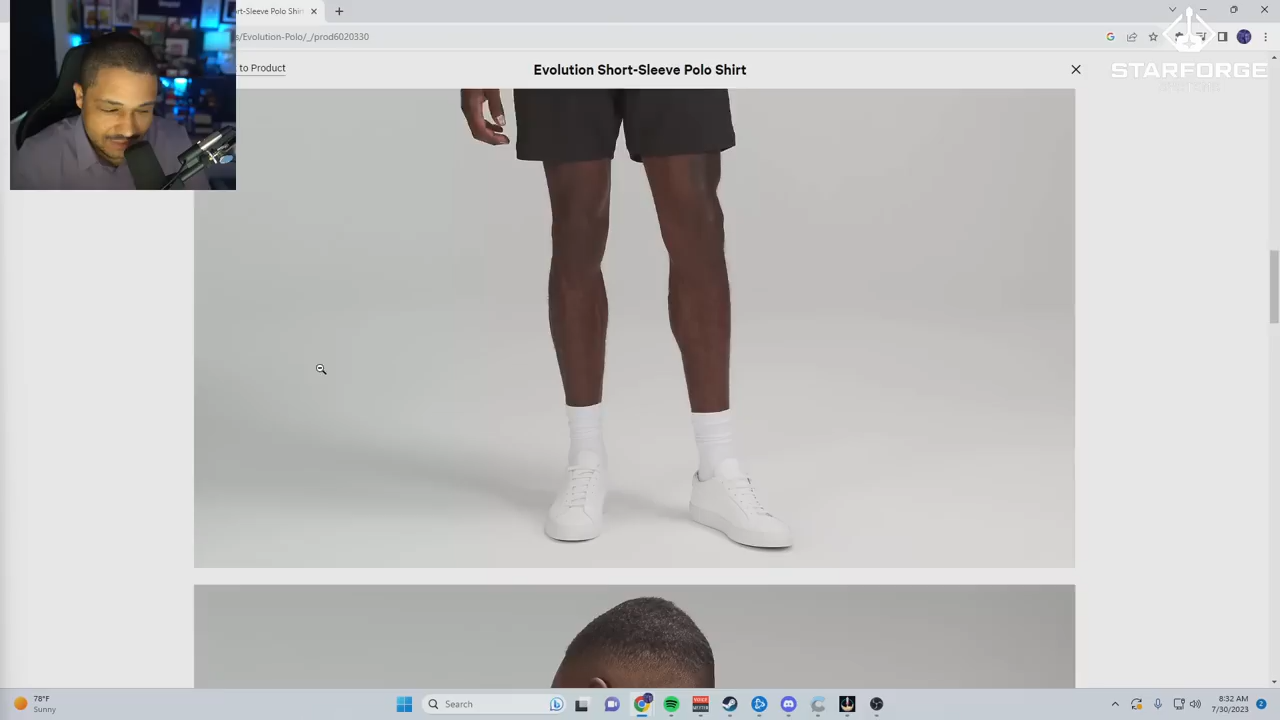 rt-Sleeve Polo Shirt
s/Evolution-Polo/_/prod6020330
STARFORGE
to Product
Evolution Short-Sleeve Polo Shirt
78°F
Sunny
Search
8:32 AM
7/30/2023
2